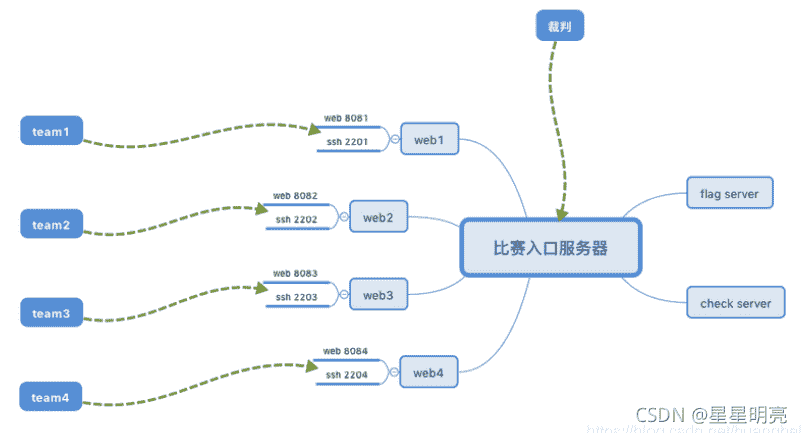 裁判
team1
web 8081
ssh 2201
web1
team2
web 8082
ssh 2202
web2
team3
web 8083
ssh 2203
web3
team4
web 8084
ssh 2204
web4
比赛入口服务器
flag server
check server
CSDN @星星明亮